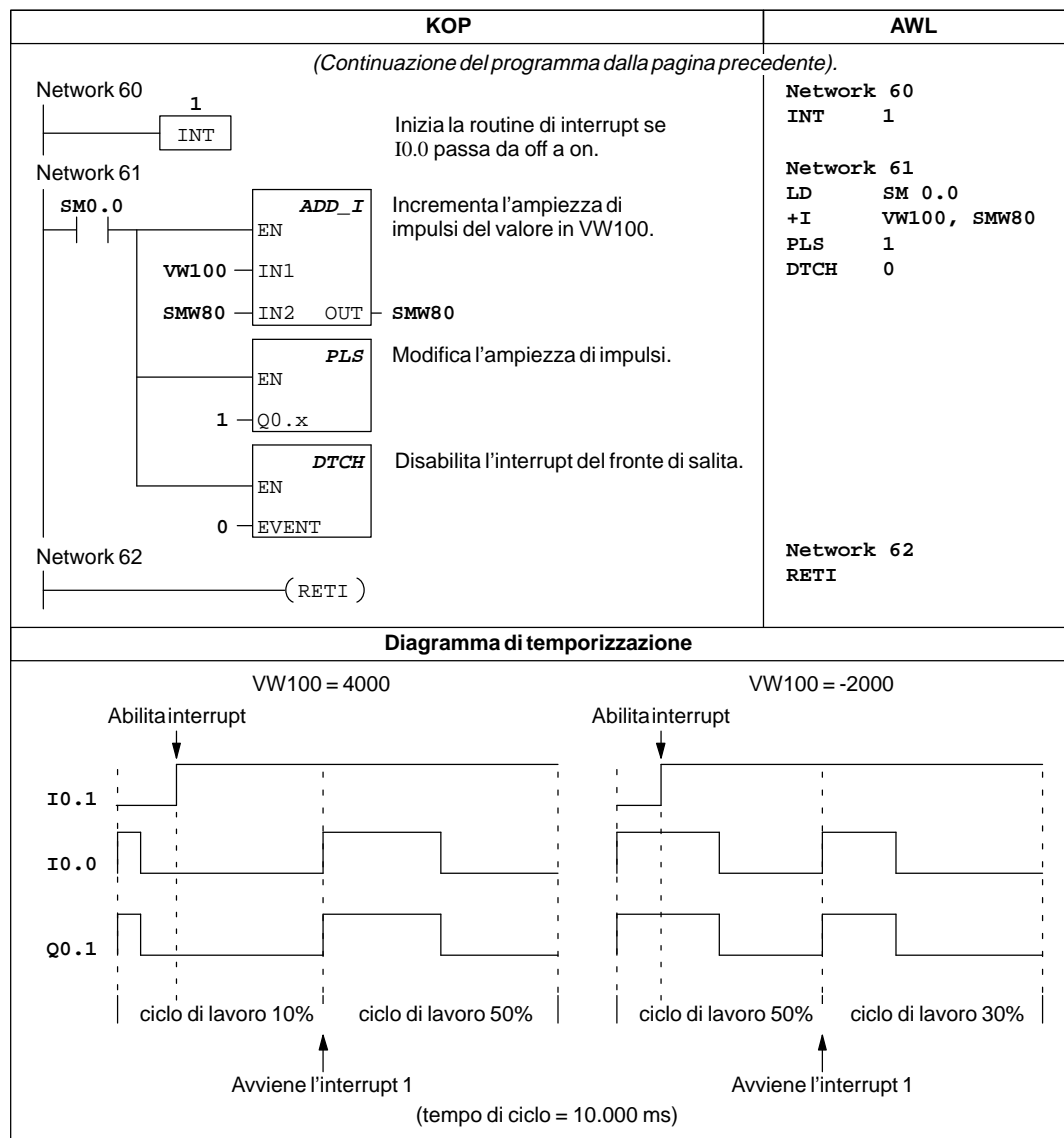 KOP AWL
(Continuazione del programma dalla pagina precedente).
Network 60
1
INT
Inizia la routine di interrupt se
I0.0 passa da off a on.
Network 60
INT 1
Network 61
SM0.0
ADD_I
EN
VW100 IN1
SMW80 IN2 OUT SMW80
Incrementa l'ampiezza di
impulsi del valore in VW100.
PLS
EN
1 Q0.x
Modifica l'ampiezza di impulsi.
DTCH
EN
0 EVENT
Disabilita l'interrupt del fronte di salita.
Network 61
LD SM 0.0
+I VW100, SMW80
PLS 1
DTCH 0
Network 62
( RETI )
Network 62
RETI
Diagramma di temporizzazione
VW100 = 4000 VW100 = -2000
Abilita interrupt Abilita interrupt
I0.1
I0.0
Q0.1
ciclo di lavoro 10% ciclo di lavoro 50% ciclo di lavoro 50% ciclo di lavoro 30%
Avviene l'interrupt 1 Avviene l'interrupt 1
(tempo di ciclo = 10.000 ms)